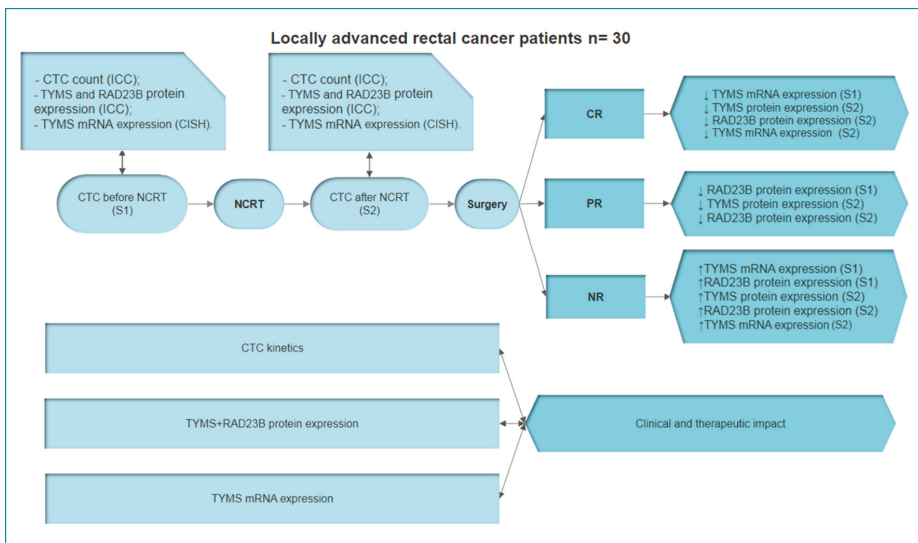 Locally advanced rectal cancer patients n= 30
- CTC count (ICC);
- TYMS and RAD23B protein
expression (ICC);
- TYMS mRNA expression (CISH).
- CTC count (ICC);
- TYMS and RAD23B protein
expression (ICC);
- TYMS mRNA expression (CISH).
CTC before NCRT
(S1)
NCRT
CTC after NCRT
(S2)
Surgery
CR
↓ TYMS mRNA expression (S1)
↓ TYMS protein expression (S2)
↓ RAD23B protein expression (S2)
↓ TYMS mRNA expression (S2)
PR
↓ RAD23B protein expression (S1)
↓ TYMS protein expression (S2)
↓ RAD23B protein expression (S2)
NR
↑TYMS mRNA expression (S1)
↑RAD23B protein expression (S1)
↑TYMS protein expression (S2)
↑RAD23B protein expression (S2)
↑TYMS mRNA expression (S2)
CTC kinetics
TYMS+RAD23B protein expression
TYMS mRNA expression
Clinical and therapeutic impact